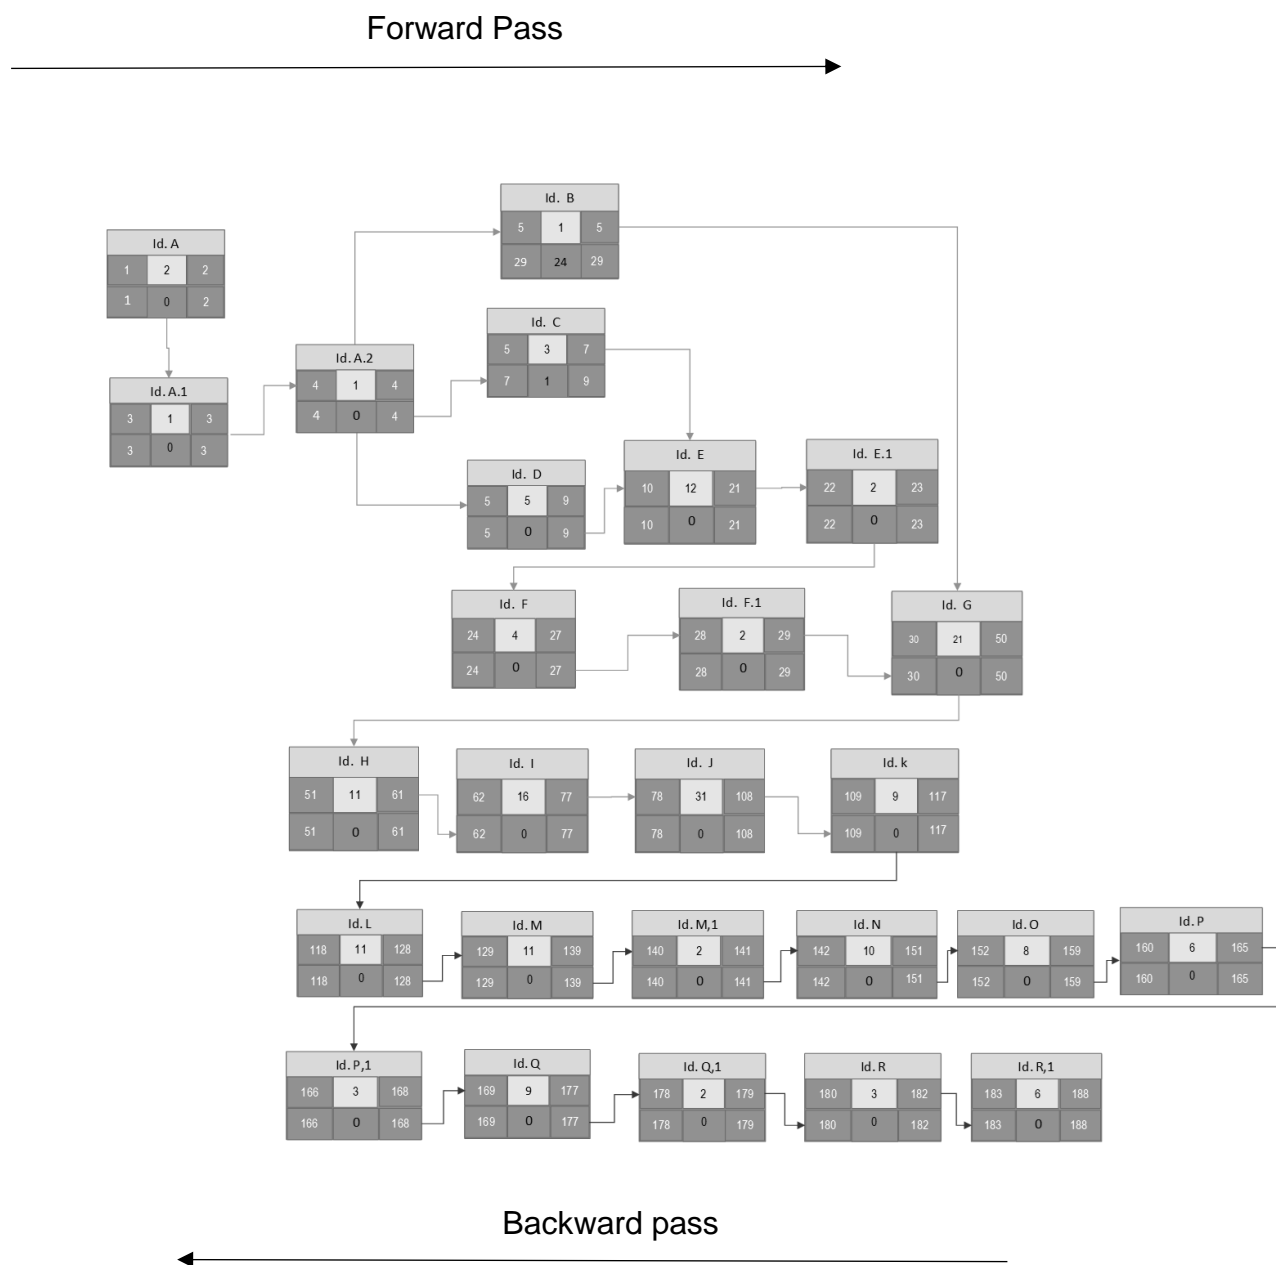 Forward Pass
Id. B
5 1 5
29 24 29
Id. A
1 2 2
1 0 2
Id. C
5 3 7
7 1 9
Id. A.2
4 1 4
4 0 4
Id. A.1
3 1 3
3 0 3
Id. D
5 5 9
5 0 9
Id. E
10 12 21
10 0 21
Id. E.1
22 2 23
22 0 23
Id. F
24 4 27
24 0 27
Id. F.1
28 2 29
28 0 29
Id. G
30 21 50
30 0 50
Id. H
51 11 61
51 0 61
Id. I
62 16 77
62 0 77
Id. J
78 31 108
78 0 108
Id. k
109 9 117
109 0 117
Id. L
118 11 128
118 0 128
Id. M
129 11 139
129 0 139
Id. M,1
140 2 141
140 0 141
Id. N
142 10 151
142 0 151
Id. O
152 8 159
152 0 159
Id. P
160 6 165
160 0 165
Id. P,1
166 3 168
166 0 168
Id. Q
169 9 177
169 0 177
Id. Q,1
178 2 179
178 0 179
Id. R
180 3 182
180 0 182
Id. R,1
183 6 188
183 0 188
Backward pass